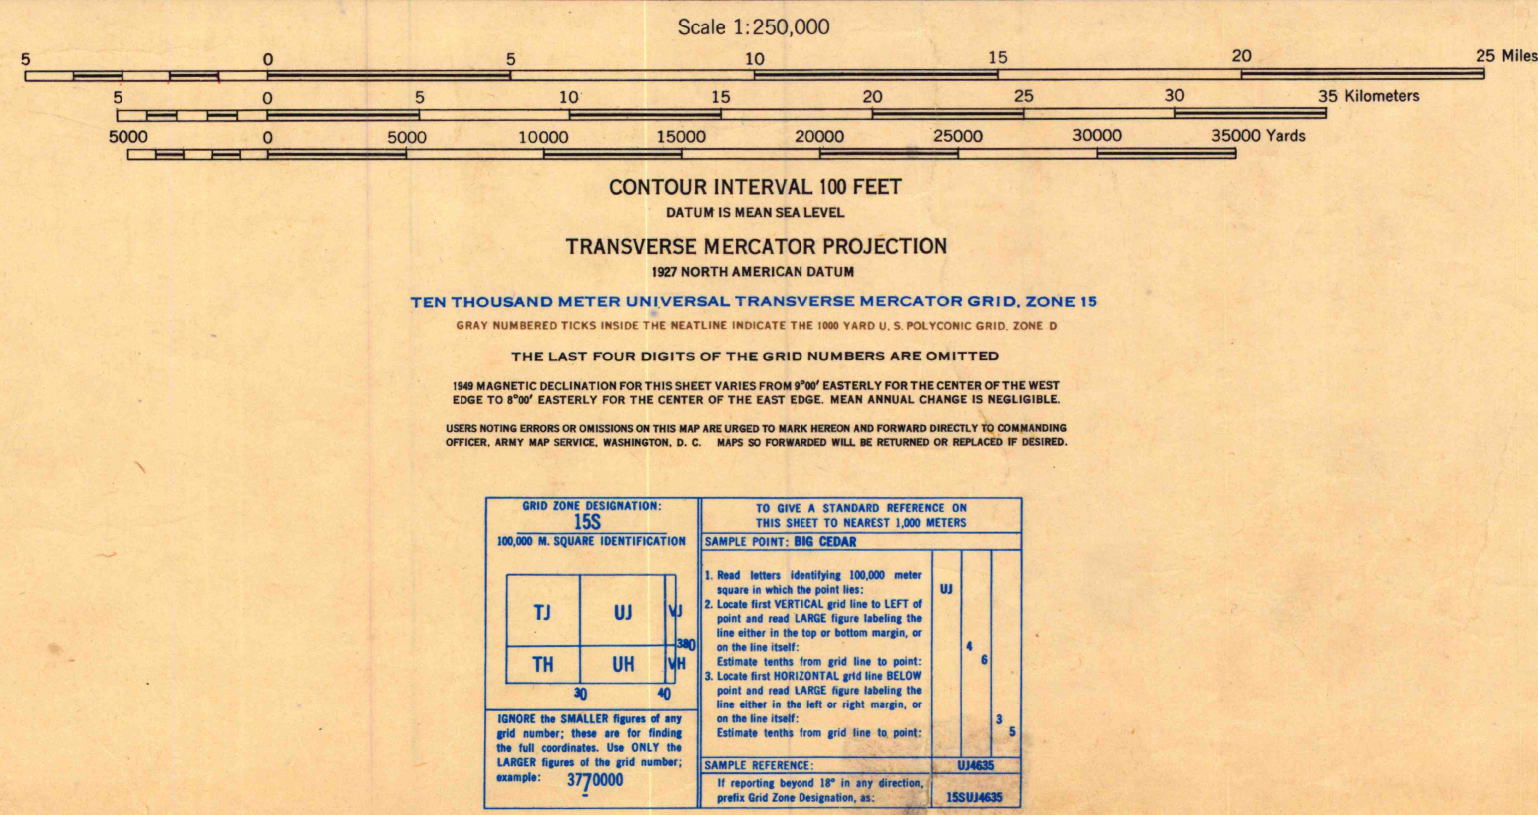 Scale 1:250,000
5 0 5 10 15 20 25 Miles
5 0 5 10 15 20 25 30 35 Kilometers
5000 0 5000 10000 15000 20000 25000 30000 35000 Yards
CONTOUR INTERVAL 100 FEET
DATUM IS MEAN SEA LEVEL
TRANSVERSE MERCATOR PROJECTION
1927 NORTH AMERICAN DATUM
TEN THOUSAND METER UNIVERSAL TRANSVERSE MERCATOR GRID, ZONE 15
GRAY NUMBERED TICKS INSIDE THE NEATLINE INDICATE THE 1000 YARD U. S. POLYCONIC GRID, ZONE D
THE LAST FOUR DIGITS OF THE GRID NUMBERS ARE OMITTED
1949 MAGNETIC DECLINATION FOR THIS SHEET VARIES FROM 9°00' EASTERLY FOR THE CENTER OF THE WEST
EDGE TO 8°00' EASTERLY FOR THE CENTER OF THE EAST EDGE. MEAN ANNUAL CHANGE IS NEGLIGIBLE.
USERS NOTING ERRORS OR OMISSIONS ON THIS MAP ARE URGED TO MARK HEREON AND FORWARD DIRECTLY TO COMMANDING
OFFICER, ARMY MAP SERVICE, WASHINGTON, D. C. MAPS SO FORWARDED WILL BE RETURNED OR REPLACED IF DESIRED.
GRID ZONE DESIGNATION:
15S
100,000 M. SQUARE IDENTIFICATION
TJ UJ VJ
380
TH UH VH
30 40
IGNORE the SMALLER figures of any
grid number; these are for finding
the full coordinates. Use ONLY the
LARGER figures of the grid number;
example: 3770000
TO GIVE A STANDARD REFERENCE ON
THIS SHEET TO NEAREST 1,000 METERS
SAMPLE POINT: BIG CEDAR
1. Read letters identifying 100,000 meter
square in which the point lies: UJ
2. Locate first VERTICAL grid line to LEFT of
point and read LARGE figure labeling the
line either in the top or bottom margin, or
on the line itself: 4
Estimate tenths from grid line to point: 6
3. Locate first HORIZONTAL grid line BELOW
point and read LARGE figure labeling the
line either in the left or right margin, or
on the line itself: 3
Estimate tenths from grid line to point: 5
SAMPLE REFERENCE: UJ4635
If reporting beyond 18° in any direction,
prefix Grid Zone Designation, as: 15SUJ4635